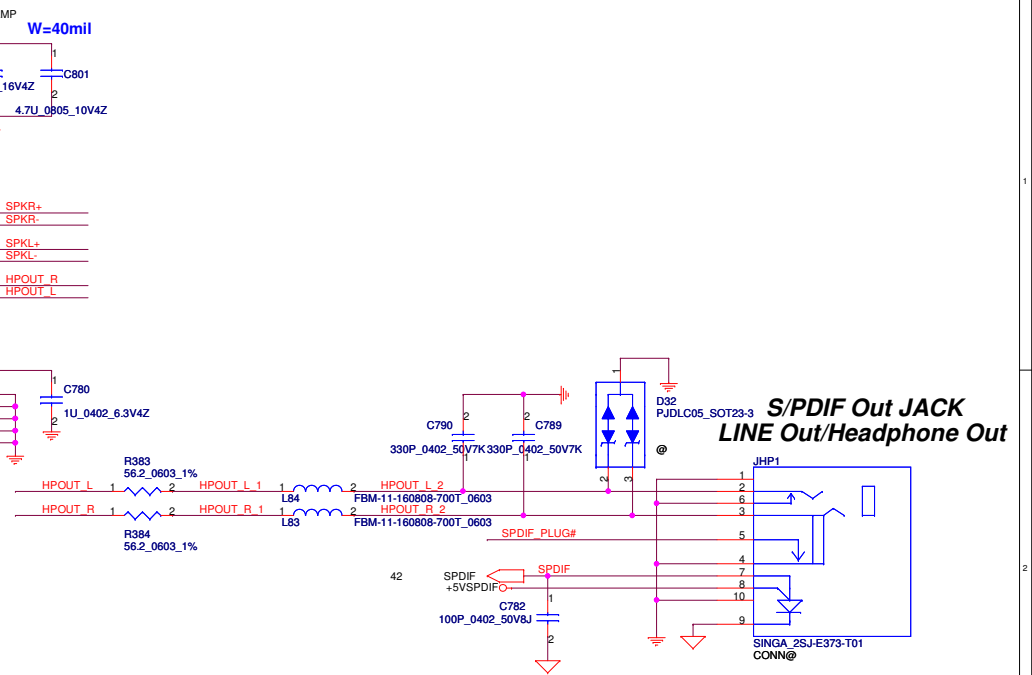 MP
W=40mil
1
C801
_16V4Z
2
4.7U_0805_10V4Z
1
SPKR+
SPKR-
SPKL+
SPKL-
HPOUT_R
HPOUT_L
1
C780
1U_0402_6.3V4Z
2
1
D32
PJDLC05_SOT23-3
@
S/PDIF Out JACK
LINE Out/Headphone Out
2
C790
330P_0402_50V7K
1
2
C789
330P_0402_50V7K
1
2
3
R383
56.2_0603_1%
HPOUT_L
1
2
HPOUT_L_1
1
L84
2
HPOUT_L_2
FBM-11-160808-700T_0603
HPOUT_R
1
2
HPOUT_R_1
1
L83
2
HPOUT_R_2
FBM-11-160808-700T_0603
R384
56.2_0603_1%
SPDIF_PLUG#
42
SPDIF
SPDIF
+5VSPDIF
1
C782
100P_0402_50V8J
2
JHP1
1
2
6
3
5
4
7
8
10
9
SINGA_2SJ-E373-T01
CONN@
2